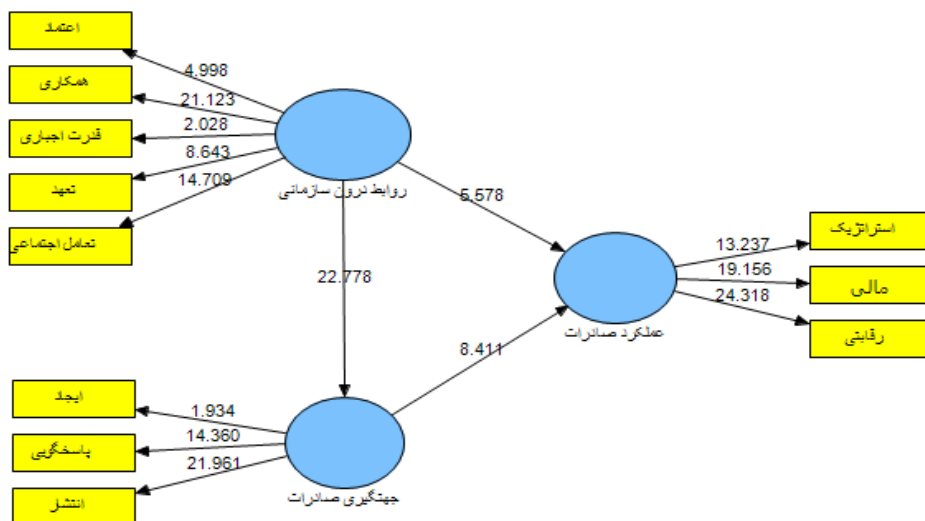 اعتماد
همکاری
قدرت اجباری
تعهد
تعامل اجتماعی
4.998
21.123
2.028
8.643
14.709
روابط درون سازمانی
5.578
22.778
8.411
عملکرد صادرات
13.237
19.156
24.318
استراتژیک
مالی
رقابتی
ایجاد
پاسخگویی
انتشار
1.934
14.360
21.961
جهتگیری صادرات